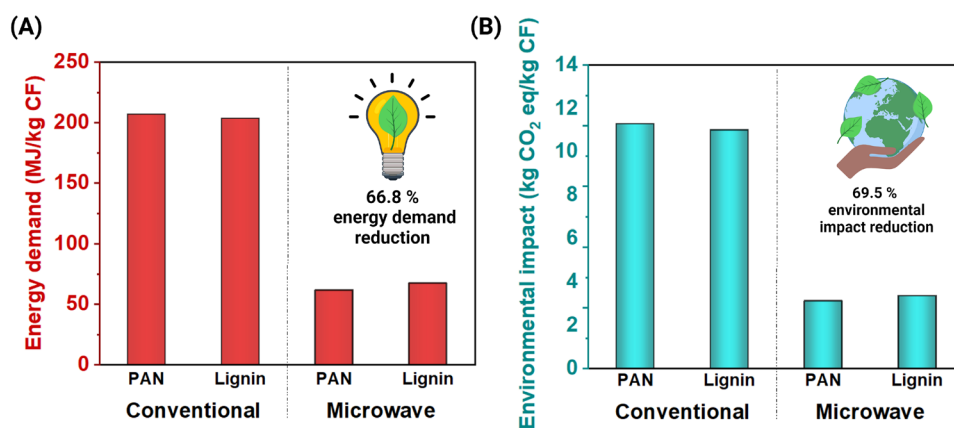 (A)
Energy demand (MJ/kg CF)
250
200
150
100
50
0
66.8 %
energy demand
reduction
PAN
Lignin
PAN
Lignin
Conventional
Microwave
(B)
Environmental impact (kg CO₂ eq/kg CF)
14
12
10
8
6
4
2
0
69.5 %
environmental
impact reduction
PAN
Lignin
PAN
Lignin
Conventional
Microwave